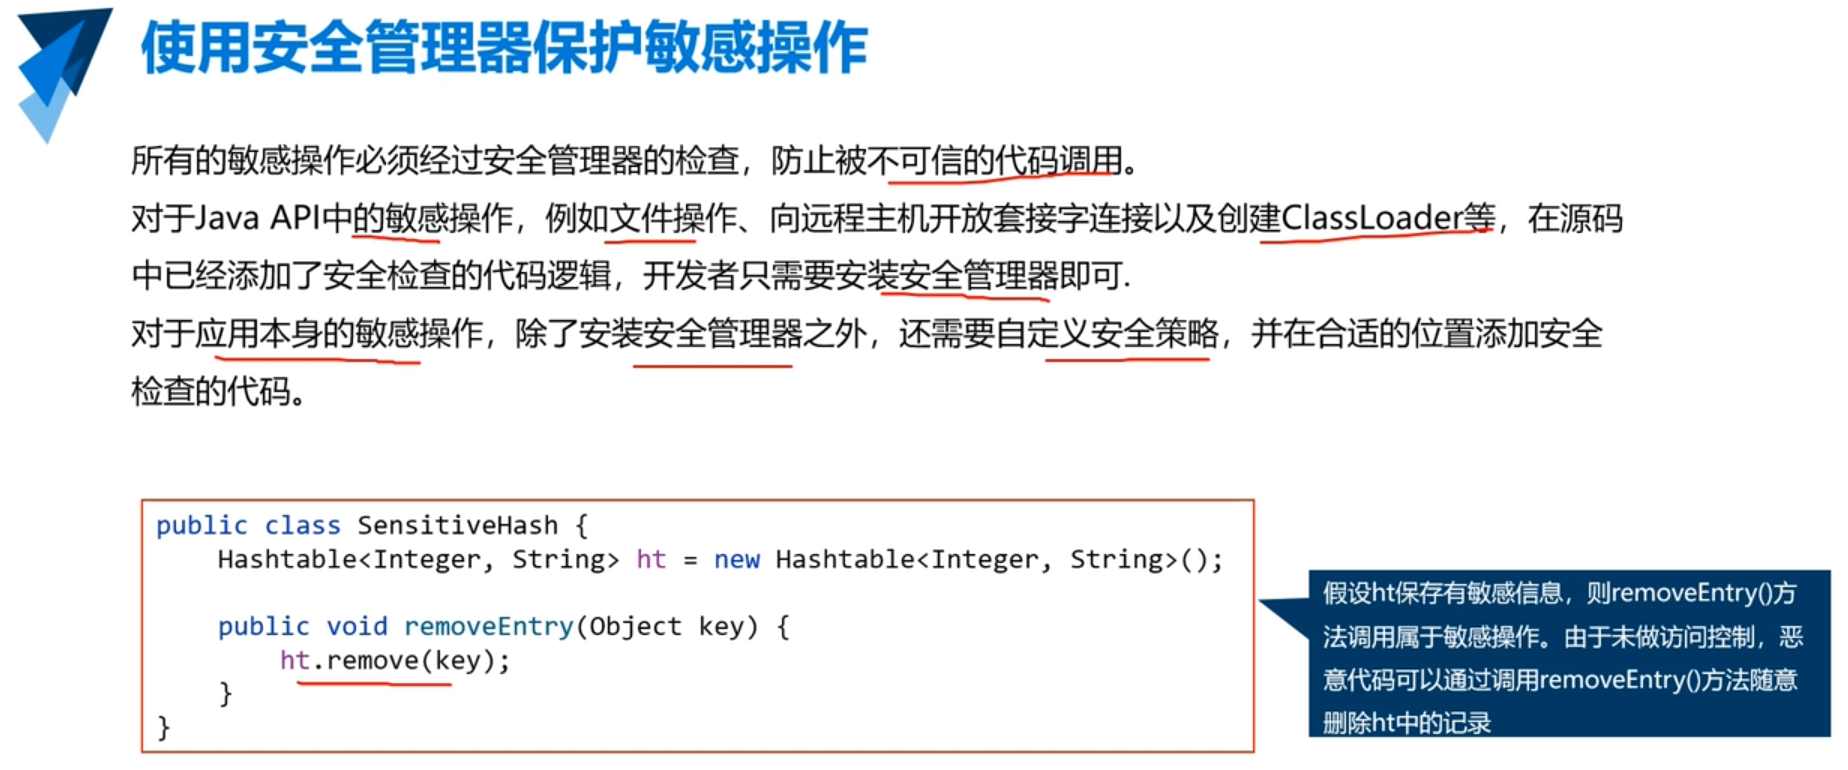 使用安全管理器保护敏感操作
所有的敏感操作必须经过安全管理器的检查，防止被不可信的代码调用。
对于Java API中的敏感操作，例如文件操作、向远程主机开放套接字连接以及创建ClassLoader等，在源码
中已经添加了安全检查的代码逻辑，开发者只需要安装安全管理器即可.
对于应用本身的敏感操作，除了安装安全管理器之外，还需要自定义安全策略，并在合适的位置添加安全
检查的代码。
public class SensitiveHash {
    Hashtable<Integer, String> ht = new Hashtable<Integer, String>();
    public void removeEntry(Object key) {
        ht.remove(key);
    }
}
假设ht保存有敏感信息，则removeEntry()方
法调用属于敏感操作。由于未做访问控制，恶
意代码可以通过调用removeEntry()方法随意
删除ht中的记录